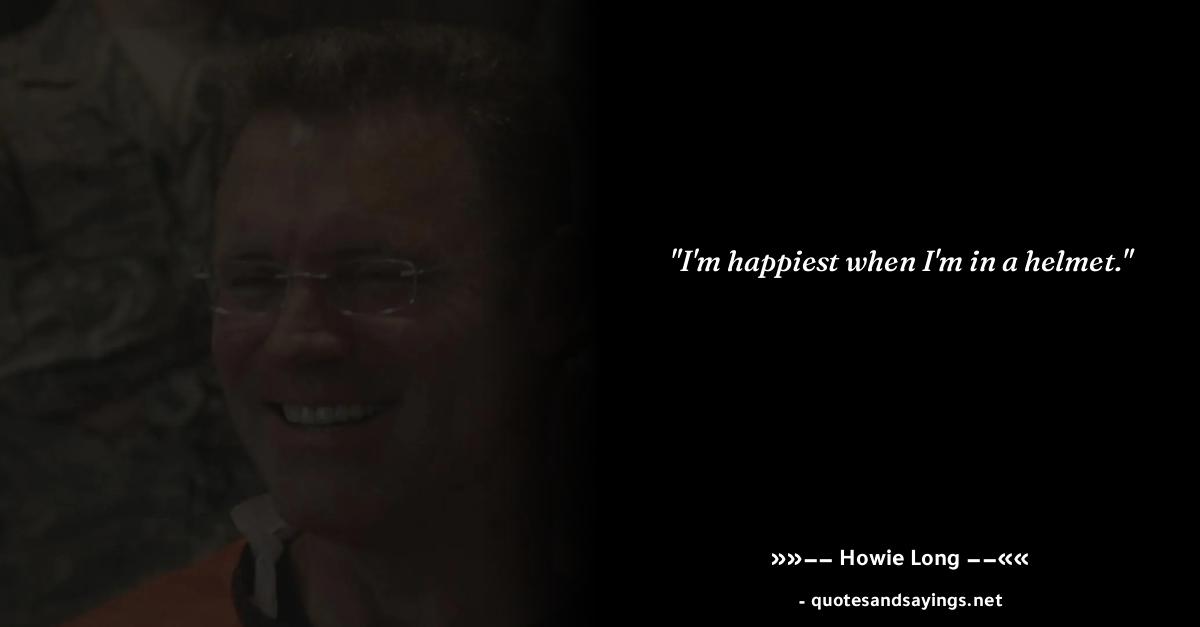 "I'm happiest when I'm in a helmet."
»»−− Howie Long −−««
- quotesandsayings.net